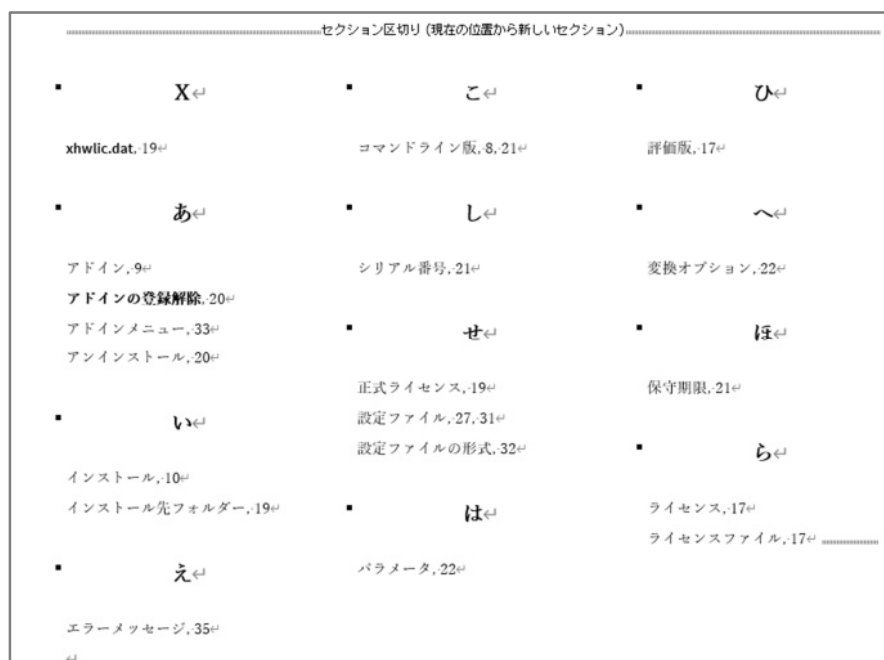 セクション区切り (現在の位置から新しいセクション)
X
xhwlic.dat, 19
あ
アドイン, 9
アドインの登録解除, 20
アドインメニュー, 33
アンインストール, 20
い
インストール, 10
インストール先フォルダー, 19
え
エラーメッセージ, 35
こ
コマンドライン版, 8, 21
し
シリアル番号, 21
せ
正式ライセンス, 19
設定ファイル, 27, 31
設定ファイルの形式, 32
は
パラメータ, 22
ひ
評価版, 17
へ
変換オプション, 22
ほ
保守期限, 21
ら
ライセンス, 17
ライセンスファイル, 17